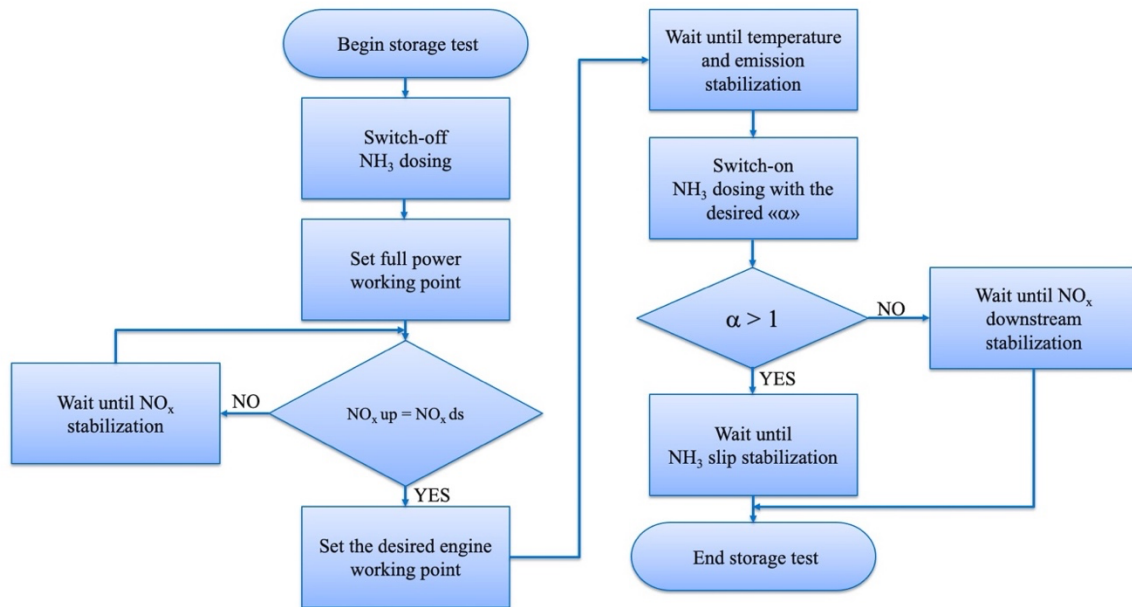 Begin storage test
Switch-off
NH₃ dosing
Set full power
working point
NOₓ up = NOₓ ds
NO
Wait until NOₓ
stabilization
YES
Set the desired engine
working point
Wait until temperature
and emission
stabilization
Switch-on
NH₃ dosing with the
desired «α»
α > 1
NO
Wait until NOₓ
downstream
stabilization
YES
Wait until
NH₃ slip stabilization
End storage test